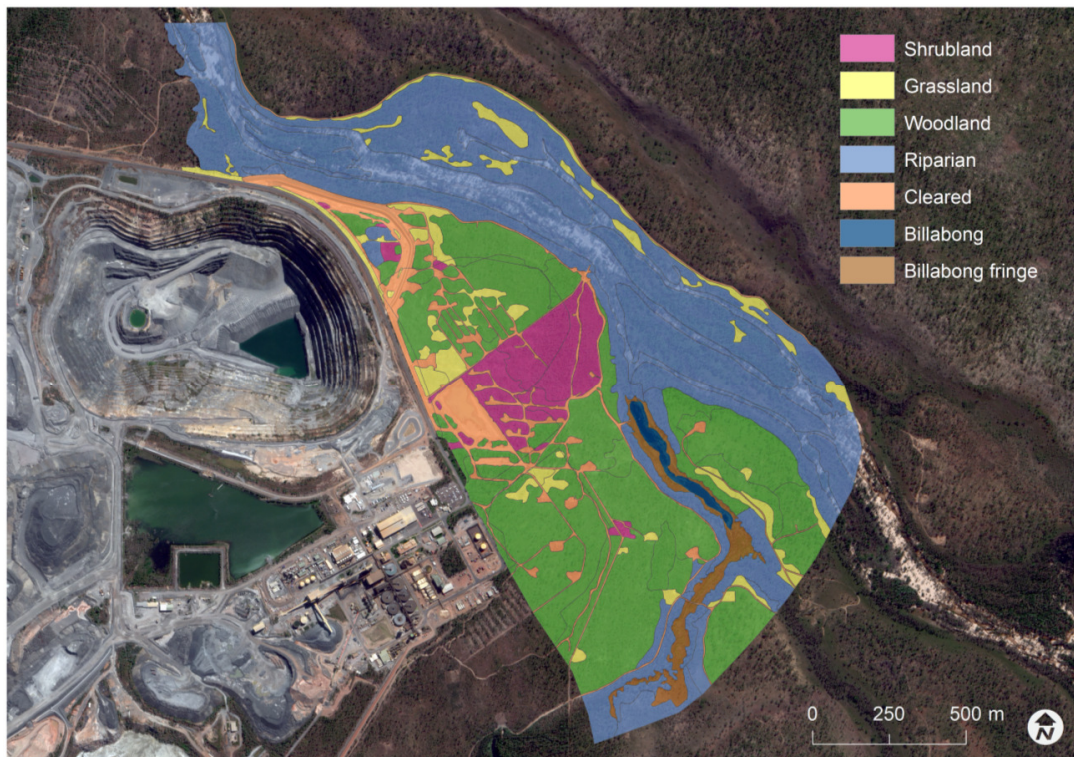 Shrubland
Grassland
Woodland
Riparian
Cleared
Billabong
Billabong fringe
0 250 500 m
N